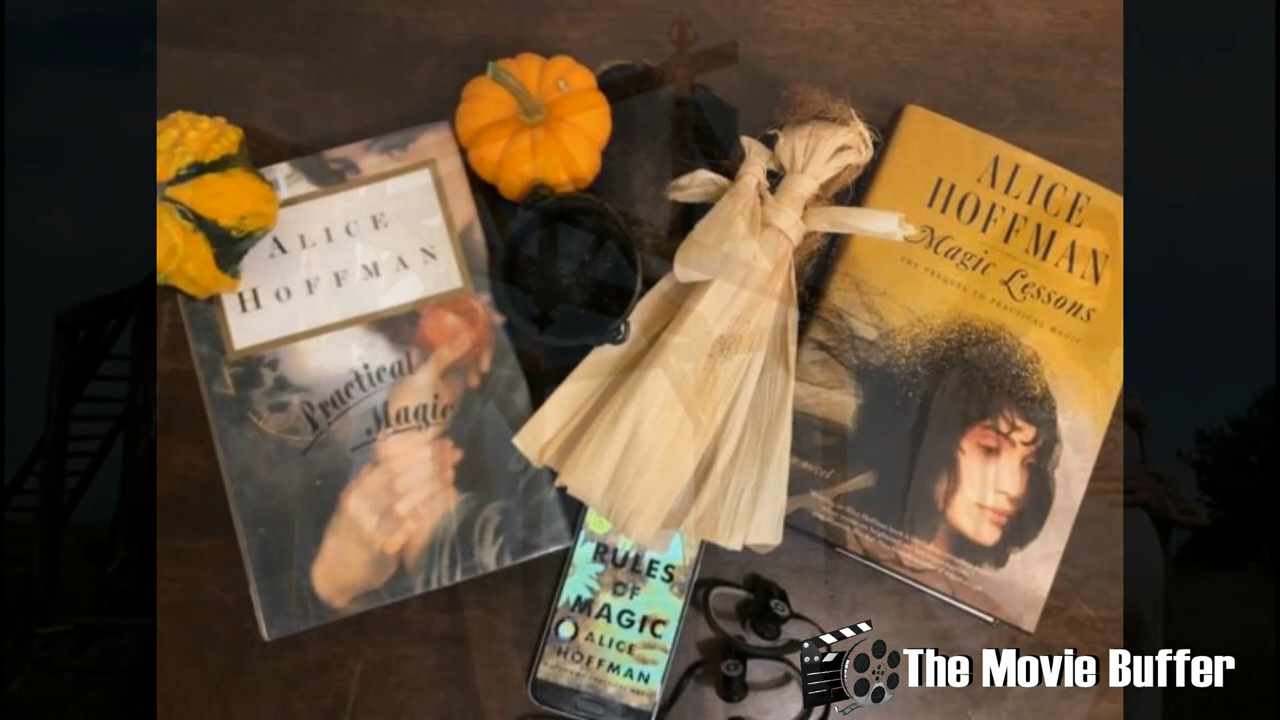 ALICE
HOFFMAN
Practical
Magic
RULES
OF
MAGIC
ALICE
HOFFMAN
ALICE
HOFFMAN
Magic Lessons
THE PREQUEL TO PRACTICAL MAGIC
novel
The Movie Buffer